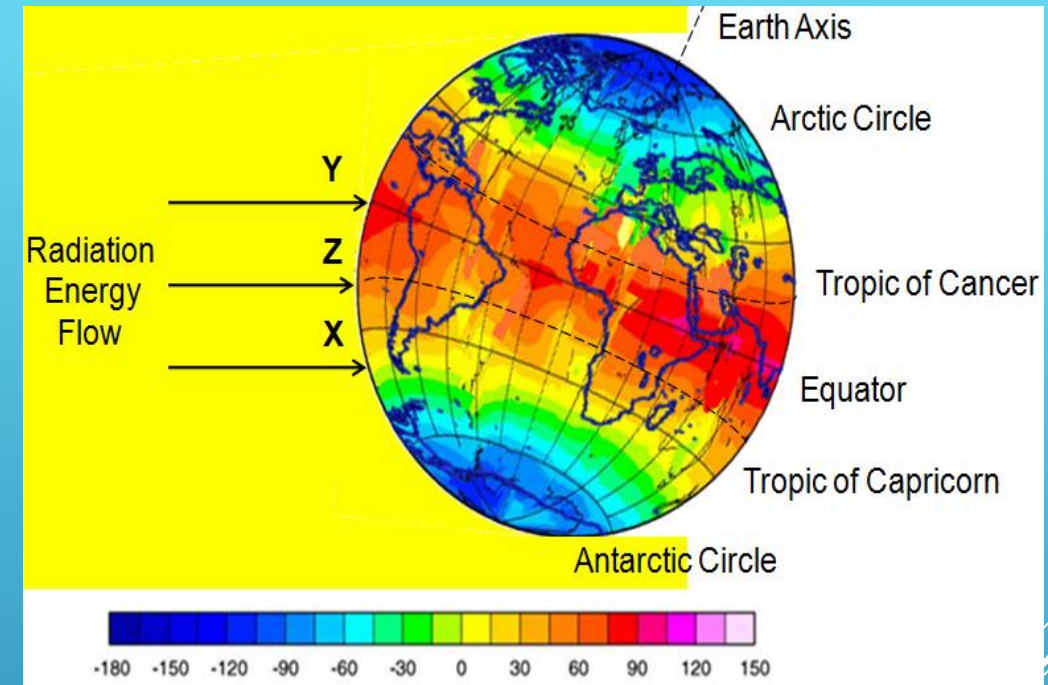 Earth Axis
Arctic Circle
Y
Radiation
Energy
Flow
Z
X
Tropic of Cancer
Equator
Tropic of Capricorn
Antarctic Circle
-180 -150 -120 -90 -60 -30 0 30 60 90 120 150